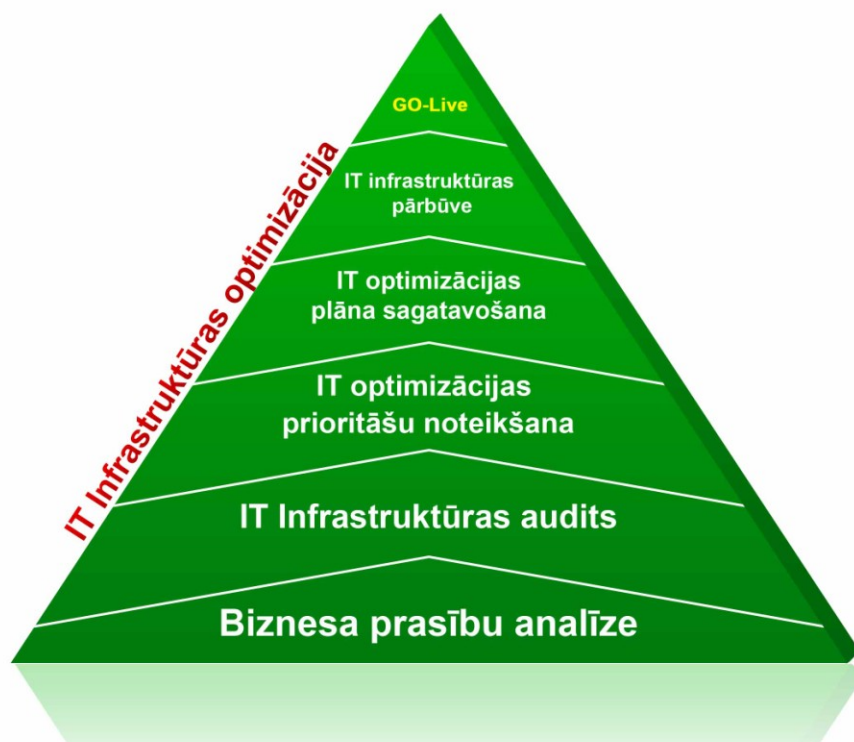 GO-Live
IT infrastruktūras
pārbūve
IT optimizācijas
plāna sagatavošana
IT optimizācijas
prioritāšu noteikšana
IT Infrastruktūras audits
Biznesa prasību analīze
IT Infrastruktūras optimizācija